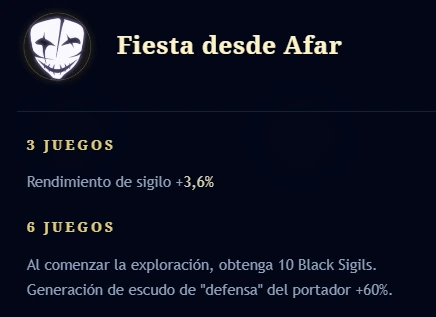 Fiesta desde Afar
3 JUEGOS
Rendimiento de sigilo +3,6%
6 JUEGOS
Al comenzar la exploración, obtenga 10 Black Sigils.
Generación de escudo de "defensa" del portador +60%.